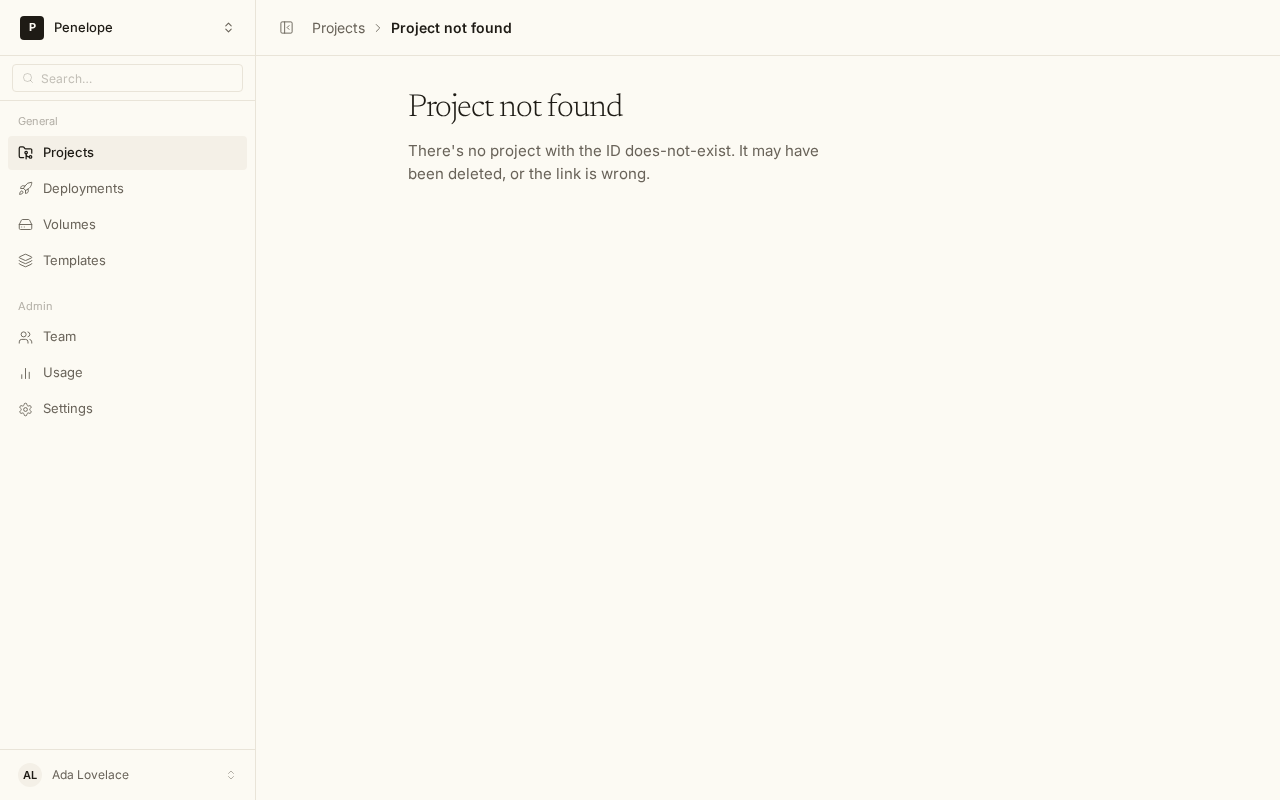 P Penelope
Search...
General
Projects
Deployments
Volumes
Templates
Admin
Team
Usage
Settings
AL Ada Lovelace
Projects Project not found
Project not found
There's no project with the ID does-not-exist. It may have
been deleted, or the link is wrong.